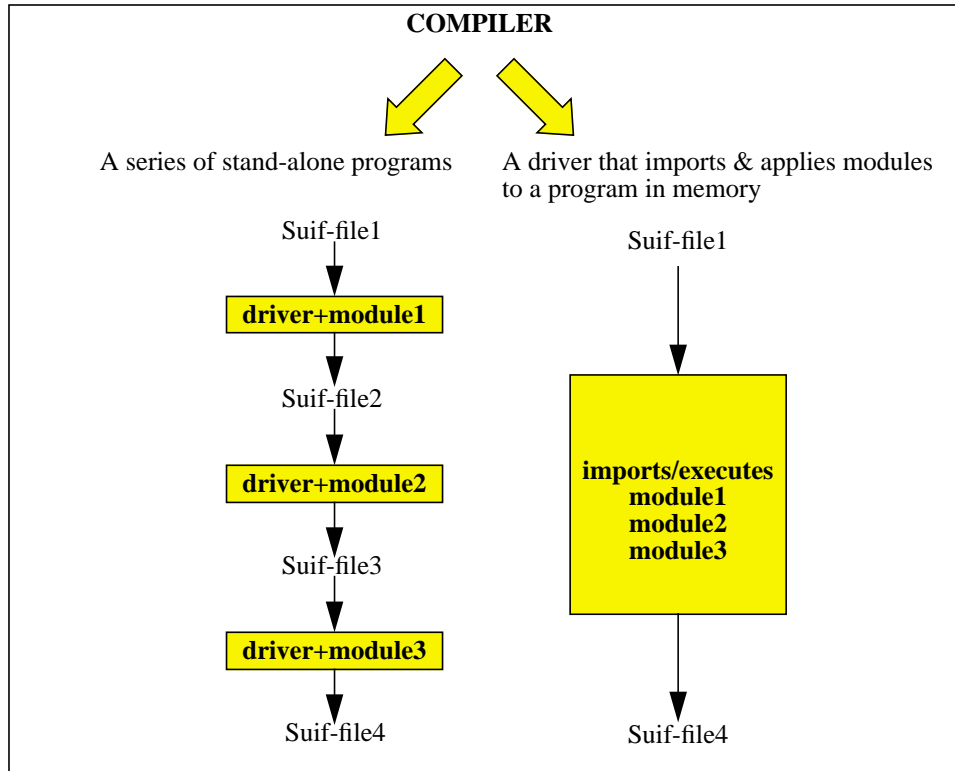 COMPILER
A series of stand-alone programs
Suif-file1
driver+module1
Suif-file2
driver+module2
Suif-file3
driver+module3
Suif-file4
A driver that imports & applies modules
to a program in memory
Suif-file1
imports/executes
module1
module2
module3
Suif-file4